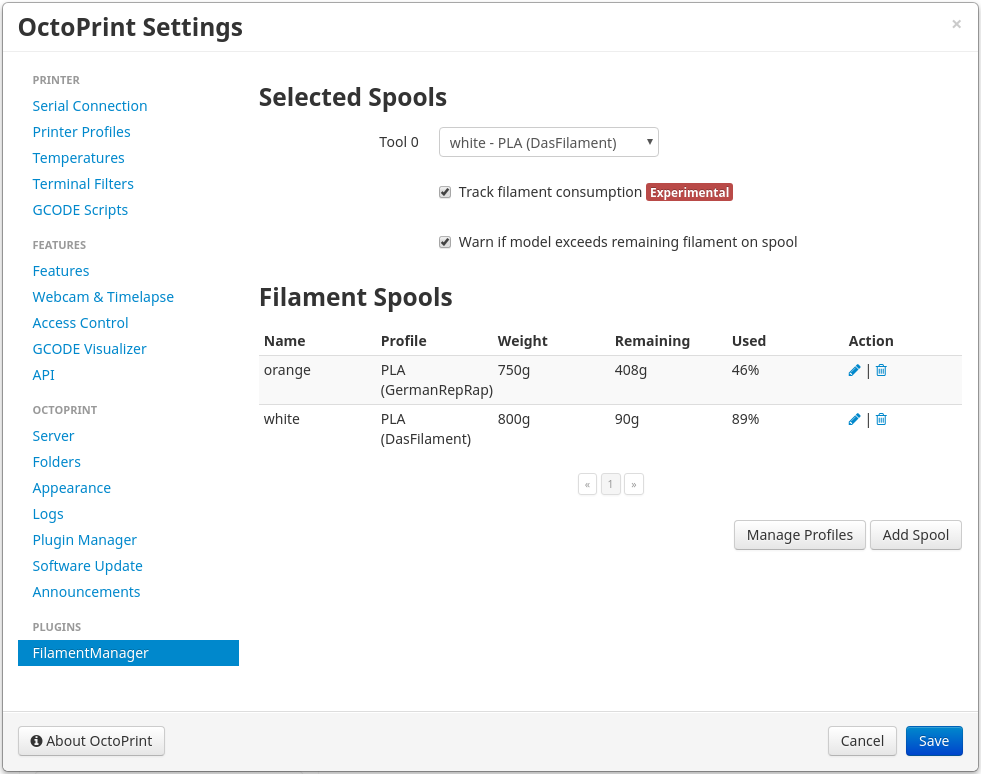 OctoPrint Settings
×
PRINTER
Serial Connection
Printer Profiles
Temperatures
Terminal Filters
GCODE Scripts
FEATURES
Features
Webcam & Timelapse
Access Control
GCODE Visualizer
API
OCTOPRINT
Server
Folders
Appearance
Logs
Plugin Manager
Software Update
Announcements
PLUGINS
FilamentManager
Selected Spools
Tool 0 white - PLA (DasFilament)
Track filament consumption Experimental
Warn if model exceeds remaining filament on spool
Filament Spools
Name Profile Weight Remaining Used Action
orange PLA 750g 408g 46% |
(GermanRepRap)
white PLA 800g 90g 89% |
(DasFilament)
« 1 »
Manage Profiles Add Spool
About OctoPrint Cancel Save